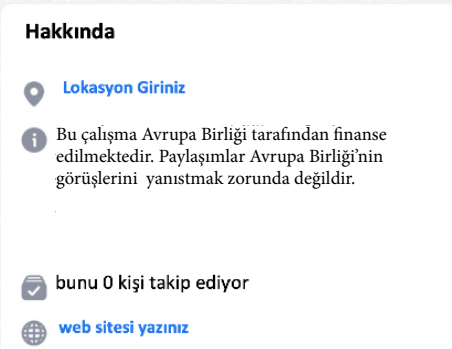 Hakkında
Lokasyon Giriniz
Bu çalışma Avrupa Birliği tarafından finanse
edilmektedir. Paylaşımlar Avrupa Birliği’nin
görüşlerini yanıstmak zorunda değildir.
bunu 0 kişi takip ediyor
web sitesi yazınız